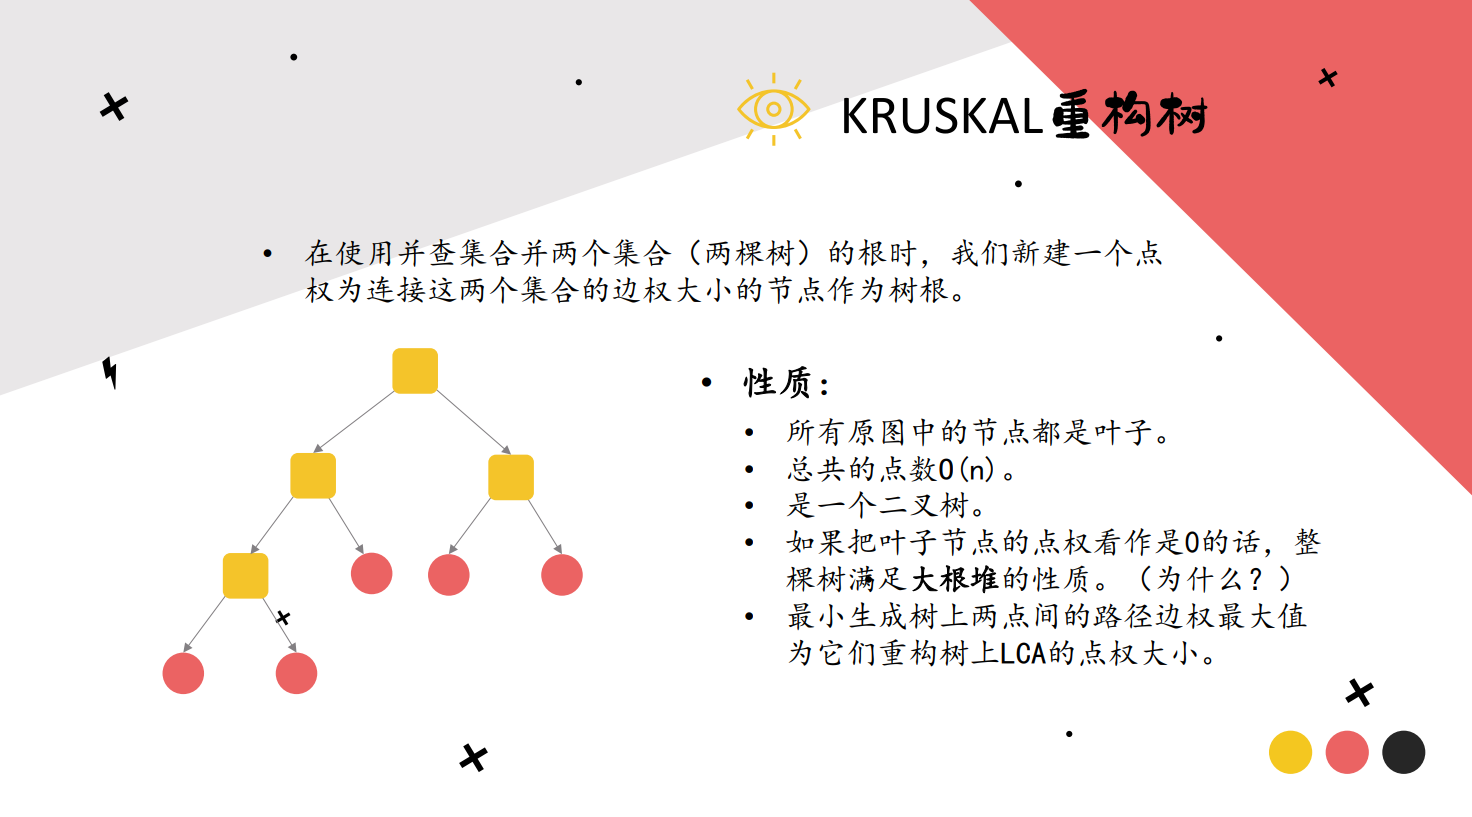 KRUSKAL重构树
• 在使用并查集合并两个集合（两棵树）的根时，我们新建一个点
权为连接这两个集合的边权大小的节点作为树根。
• 性质：
• 所有原图中的节点都是叶子。
• 总共的点数O(n)。
• 是一个二叉树。
• 如果把叶子节点的点权看作是0的话，整
棵树满足大根堆的性质。（为什么？）
• 最小生成树上两点间的路径边权最大值
为它们重构树上LCA的点权大小。